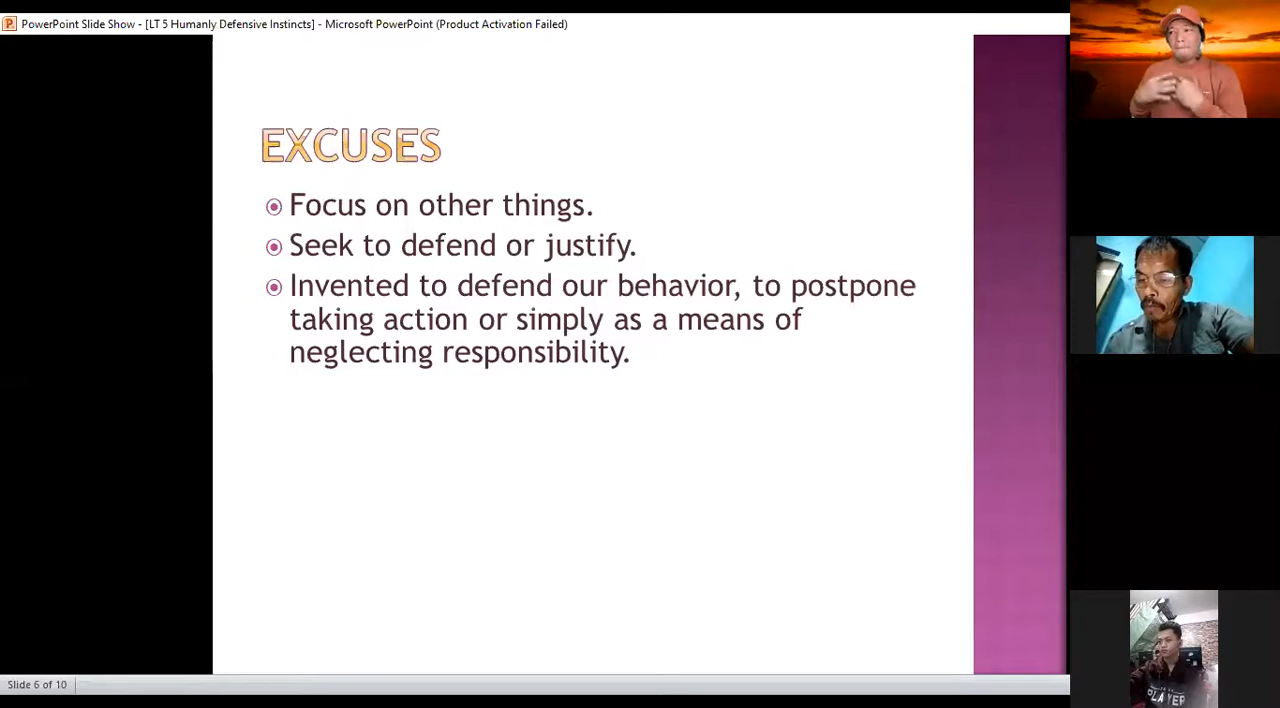 PowerPoint Slide Show - [LT 5 Humanly Defensive Instincts] - Microsoft PowerPoint (Product Activation Failed)
EXCUSES
Focus on other things.
Seek to defend or justify.
Invented to defend our behavior, to postpone
taking action or simply as a means of
neglecting responsibility.
Slide 6 of 10
PLAYER